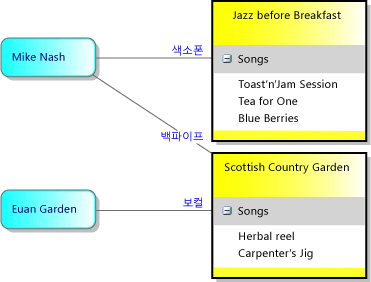 Jazz before Breakfast
색소폰
Mike Nash
Songs
Toast'n'Jam Session
Tea for One
Blue Berries
백파이프
Scottish Country Garden
보컬
Euan Garden
Songs
Herbal reel
Carpenter's Jig